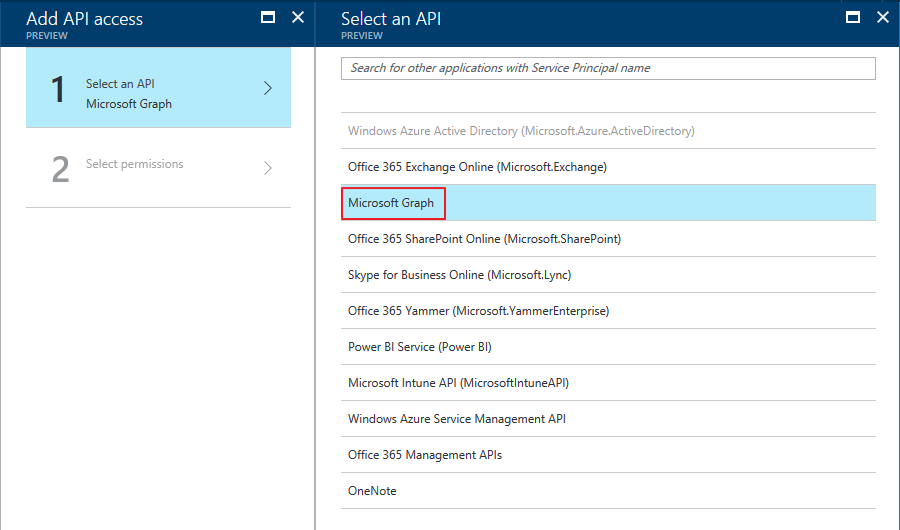 Add API access
PREVIEW
1
Select an API
Microsoft Graph
2
Select permissions
Select an API
PREVIEW
Search for other applications with Service Principal name
Windows Azure Active Directory (Microsoft.Azure.ActiveDirectory)
Office 365 Exchange Online (Microsoft.Exchange)
Microsoft Graph
Office 365 SharePoint Online (Microsoft.SharePoint)
Skype for Business Online (Microsoft.Lync)
Office 365 Yammer (Microsoft.YammerEnterprise)
Power BI Service (Power BI)
Microsoft Intune API (MicrosoftIntuneAPI)
Windows Azure Service Management API
Office 365 Management APIs
OneNote